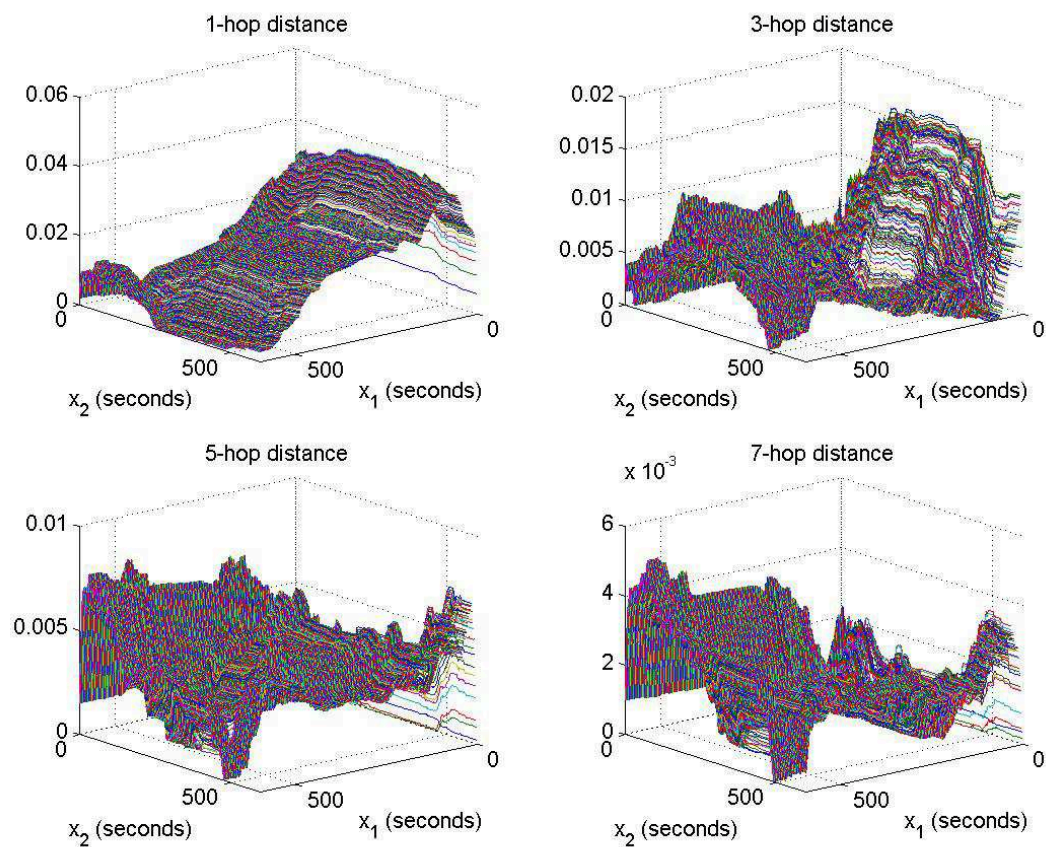 1-hop distance
0.06
0.04
0.02
0
0
500
x2 (seconds)
500
0
x1 (seconds)
3-hop distance
0.02
0.015
0.01
0.005
0
0
500
x2 (seconds)
500
0
x1 (seconds)
5-hop distance
0.01
0.005
0
0
500
x2 (seconds)
500
0
x1 (seconds)
7-hop distance
x 10-3
6
4
2
0
0
500
x2 (seconds)
500
0
x1 (seconds)